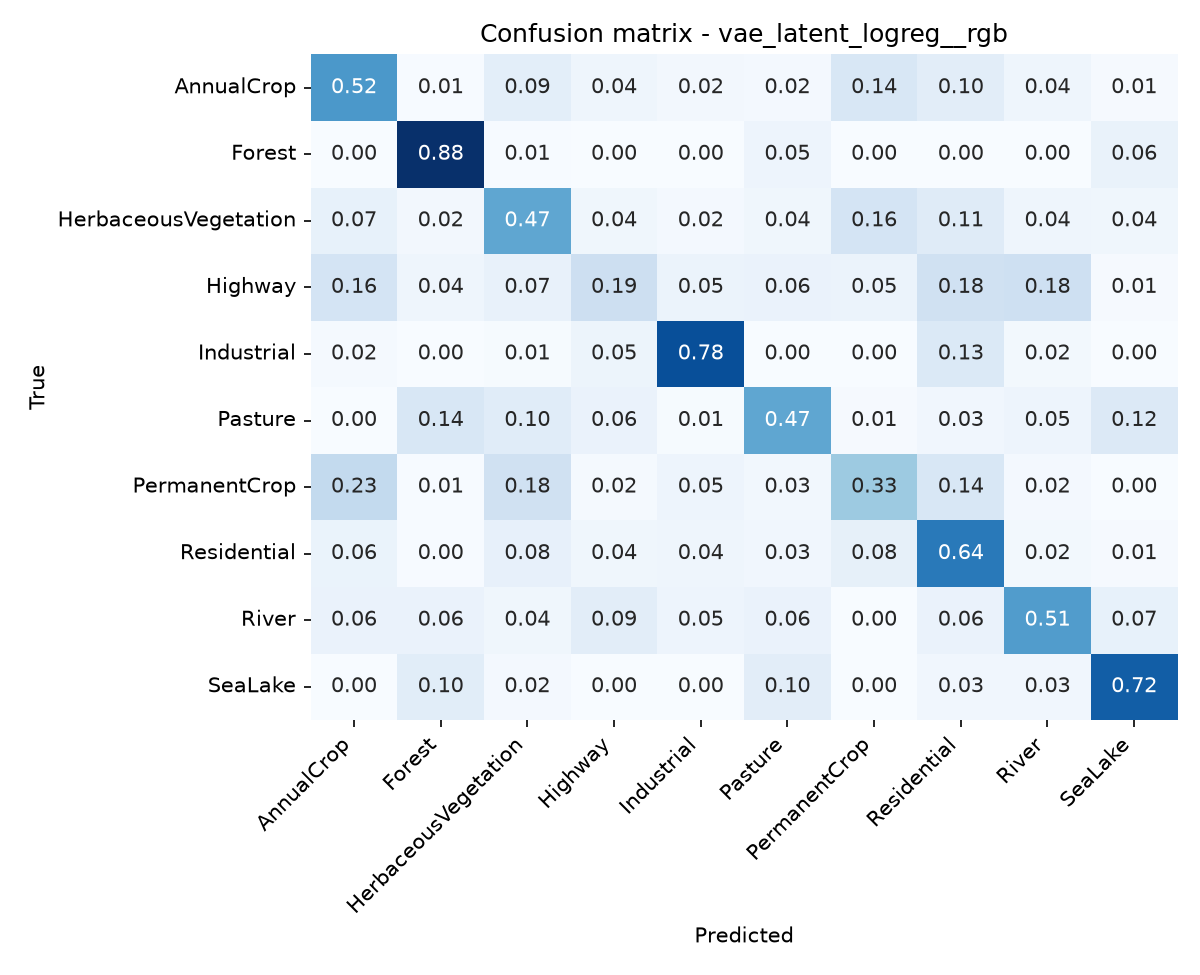 Confusion matrix - vae_latent_logreg__rgb
AnnualCrop 0.52 0.01 0.09 0.04 0.02 0.02 0.14 0.10 0.04 0.01
Forest 0.00 0.88 0.01 0.00 0.00 0.05 0.00 0.00 0.00 0.06
HerbaceousVegetation 0.07 0.02 0.47 0.04 0.02 0.04 0.16 0.11 0.04 0.04
Highway 0.16 0.04 0.07 0.19 0.05 0.06 0.05 0.18 0.18 0.01
Industrial 0.02 0.00 0.01 0.05 0.78 0.00 0.00 0.13 0.02 0.00
Pasture 0.00 0.14 0.10 0.06 0.01 0.47 0.01 0.03 0.05 0.12
PermanentCrop 0.23 0.01 0.18 0.02 0.05 0.03 0.33 0.14 0.02 0.00
Residential 0.06 0.00 0.08 0.04 0.04 0.03 0.08 0.64 0.02 0.01
River 0.06 0.06 0.04 0.09 0.05 0.06 0.00 0.06 0.51 0.07
SeaLake 0.00 0.10 0.02 0.00 0.00 0.10 0.00 0.03 0.03 0.72
True
AnnualCrop Forest HerbaceousVegetation Highway Industrial Pasture PermanentCrop Residential River SeaLake
Predicted